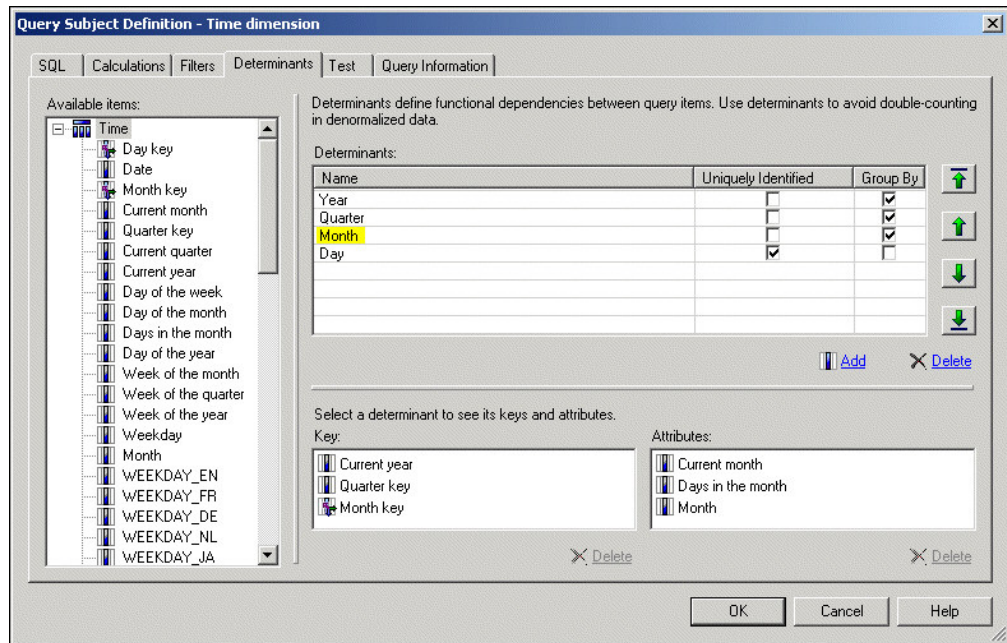 Query Subject Definition - Time dimension
SQL Calculations Filters Determinants Test Query Information
Available items:
Time
Day key
Date
Month key
Current month
Quarter key
Current quarter
Current year
Day of the week
Day of the month
Days in the month
Day of the year
Week of the month
Week of the quarter
Week of the year
Weekday
Month
WEEKDAY_EN
WEEKDAY_FR
WEEKDAY_DE
WEEKDAY_NL
WEEKDAY_JA
Determinants define functional dependencies between query items. Use determinants to avoid double-counting
in denormalized data.
Determinants:
Name Uniquely Identified Group By
Year
Quarter
Month
Day
Add Delete
Select a determinant to see its keys and attributes.
Key:
Current year
Quarter key
Month key
Delete
Attributes:
Current month
Days in the month
Month
Delete
OK Cancel Help